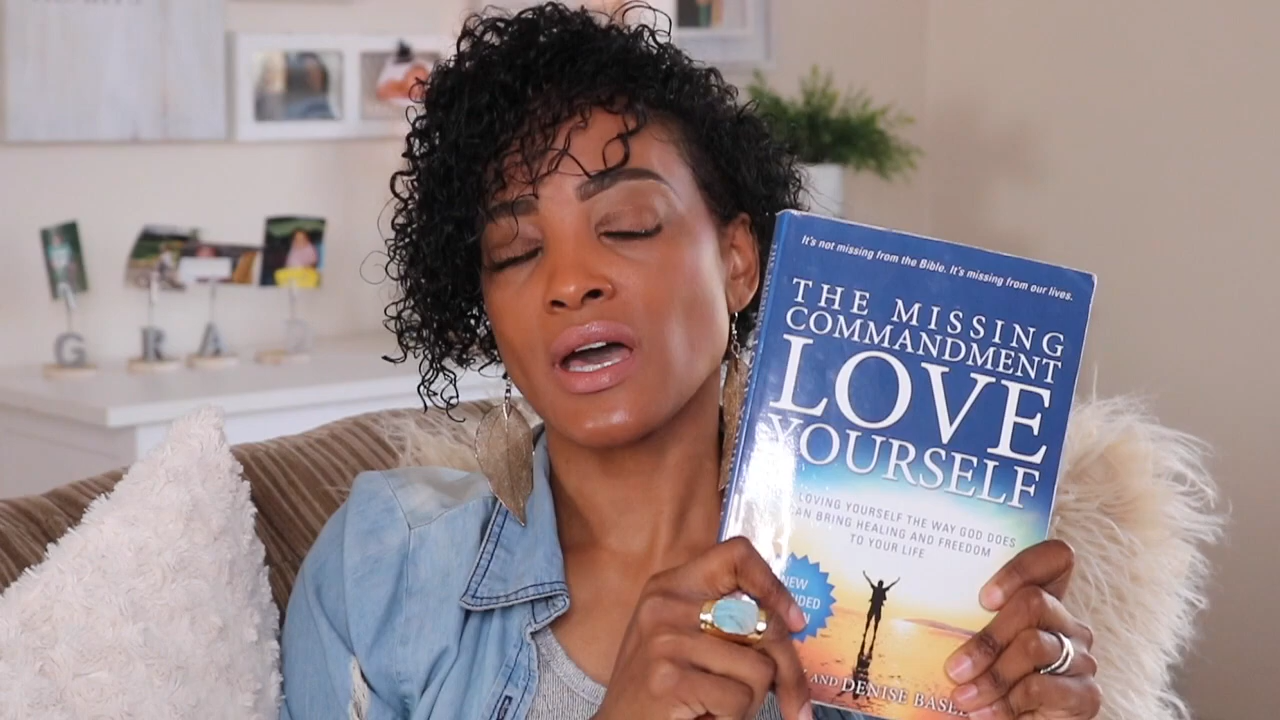 It's not missing from the Bible. It's missing from our lives.
THE MISSING
COMMANDMENT
LOVE
YOURSELF
LOVING YOURSELF THE WAY GOD DOES
CAN BRING HEALING AND FREEDOM
TO YOUR LIFE
NEW
AND DENISE
G R A D